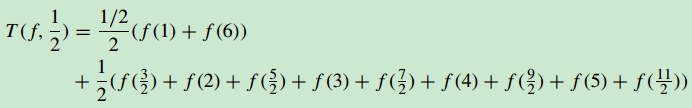 T(f, 1/2) = (1/2)/2 (f(1) + f(6))
+ 1/2 (f(3/2) + f(2) + f(5/2) + f(3) + f(7/2) + f(4) + f(9/2) + f(5) + f(11/2))